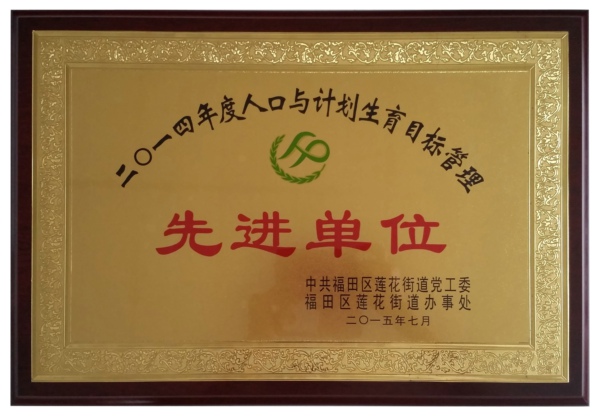 二〇一四年度人口与计划生育目标管理
先进单位
中共福田区莲花街道党工委
福田区莲花街道办事处
二〇一五年七月